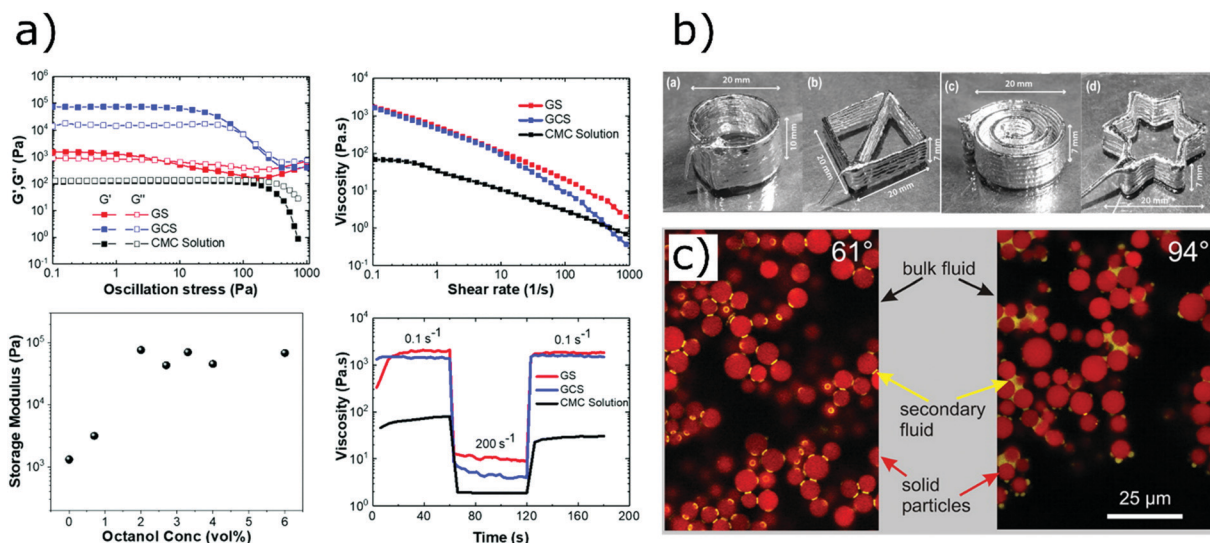 a)
10⁶
10⁵
10⁴
10³
10²
10¹
10⁰
10⁻¹
G',G'' (Pa)
G' G''
GS
GCS
CMC Solution
0.1 1 10 100 1000
Oscillation stress (Pa)
10⁴
10³
10²
10¹
10⁰
10⁻¹
Viscosity (Pa.s)
GS
GCS
CMC Solution
0.1 1 10 100 1000
Shear rate (1/s)
10⁵
10⁴
10³
Storage Modulus (Pa)
0 1 2 3 4 5 6
Octanol Conc (vol%)
10⁴
10³
10²
10¹
10⁰
Viscosity (Pa.s)
0.1 s⁻¹ 0.1 s⁻¹
GS
GCS
CMC Solution
200 s⁻¹
0 40 80 120 160 200
Time (s)
b)
(a) 20 mm (b) (c) 20 mm (d)
10 mm
20 mm
20 mm
7 mm
7 mm
7 mm
20 mm
c)
61° 94°
bulk fluid
secondary
fluid
solid
particles
25 µm